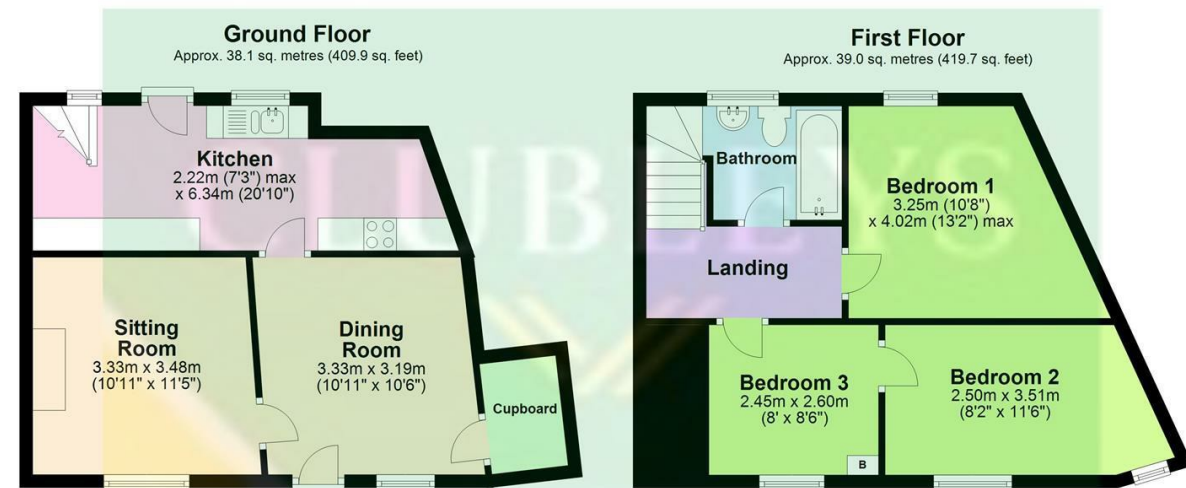 Ground Floor
Approx. 38.1 sq. metres (409.9 sq. feet)
Kitchen
2.22m (7'3") max
x 6.34m (20'10")
Sitting
Room
3.33m x 3.48m
(10'11" x 11'5")
Dining
Room
3.33m x 3.19m
(10'11" x 10'6")
Cupboard
First Floor
Approx. 39.0 sq. metres (419.7 sq. feet)
Bathroom
Bedroom 1
3.25m (10'8")
x 4.02m (13'2") max
Landing
Bedroom 3
2.45m x 2.60m
(8' x 8'6")
B
Bedroom 2
2.50m x 3.51m
(8'2" x 11'6")
CLUBLEYS